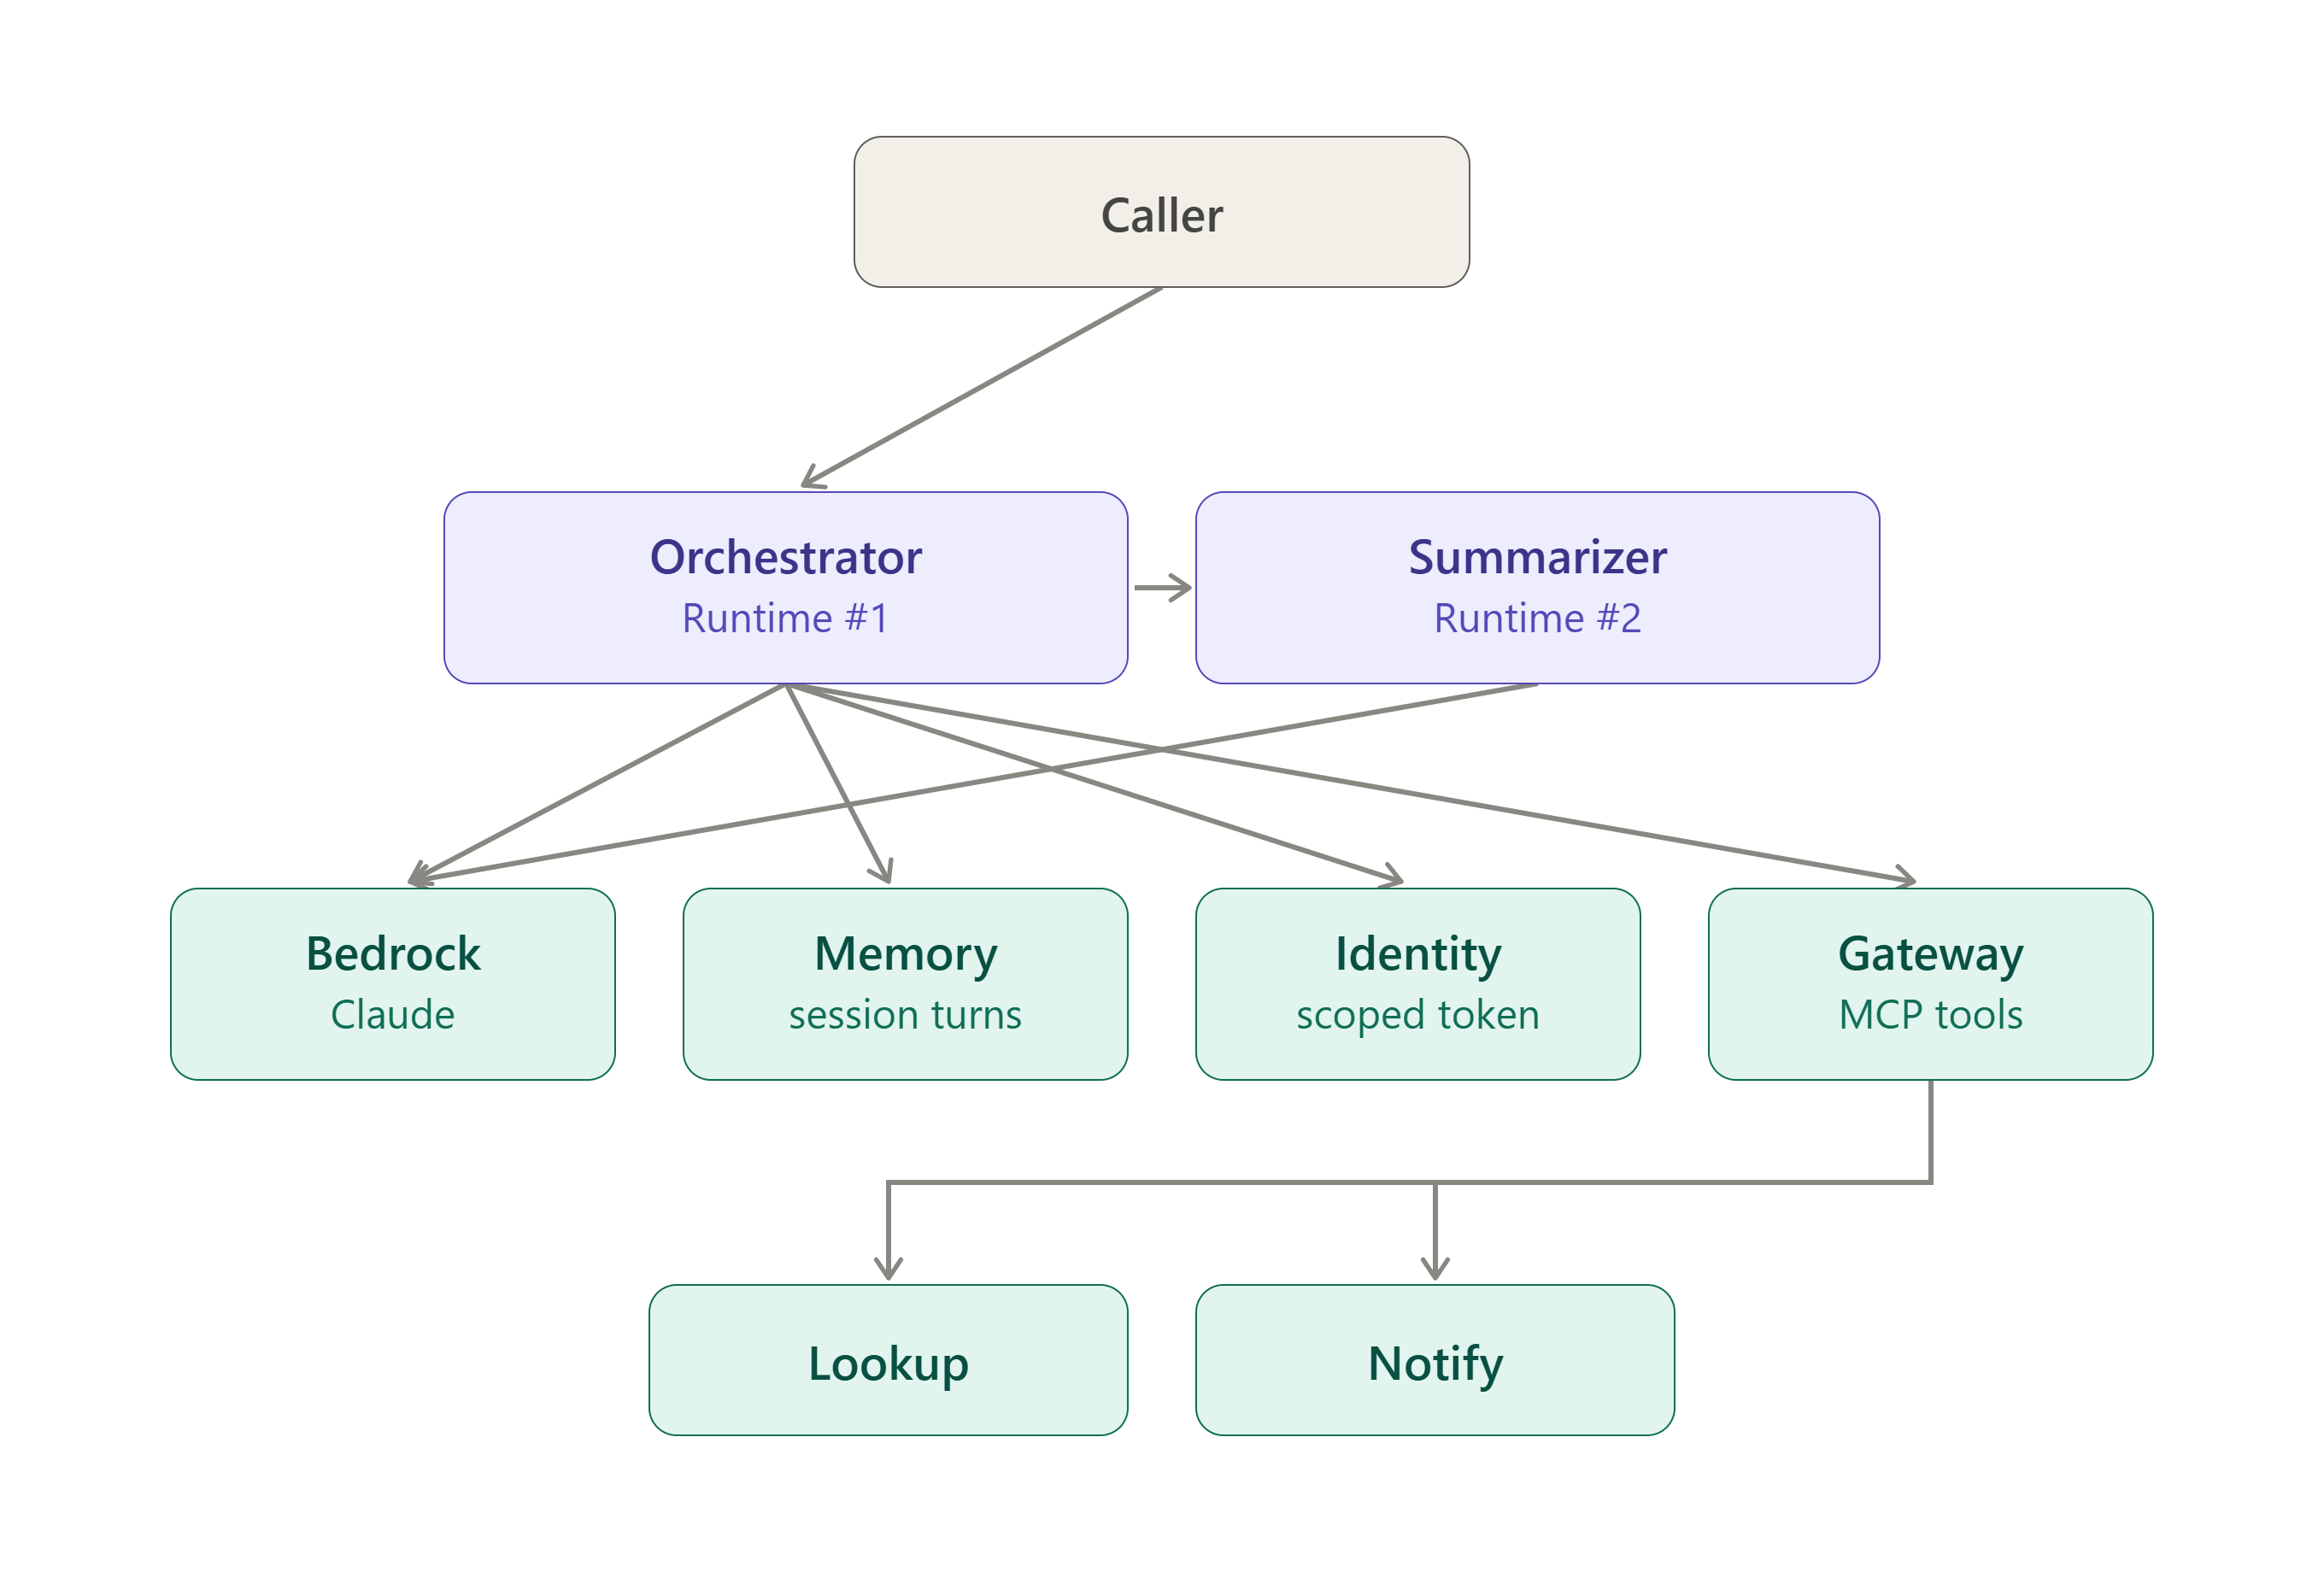 Caller
Orchestrator
Runtime #1
Summarizer
Runtime #2
Bedrock
Claude
Memory
session turns
Identity
scoped token
Gateway
MCP tools
Lookup
Notify